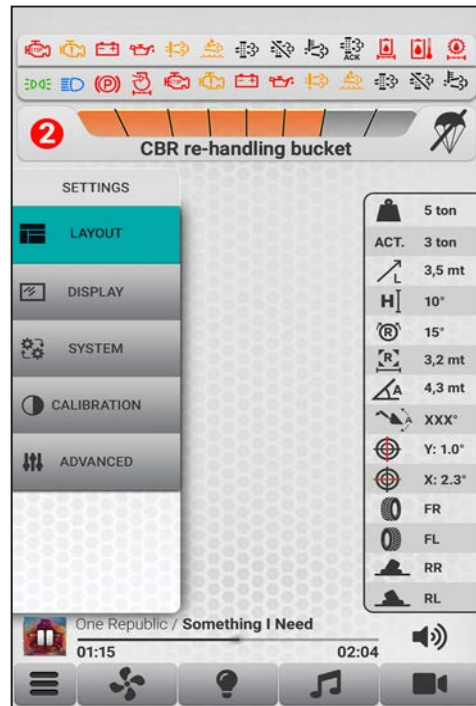 STOP
ACK
2
CBR re-handling bucket
SETTINGS
LAYOUT
DISPLAY
SYSTEM
CALIBRATION
ADVANCED
5 ton
ACT. 3 ton
L 3,5 mt
H 10°
R 15°
R 3,2 mt
A 4,3 mt
A XXX°
Y: 1.0°
X: 2.3°
FR
FL
RR
RL
One Republic / Something I Need
01:15 02:04